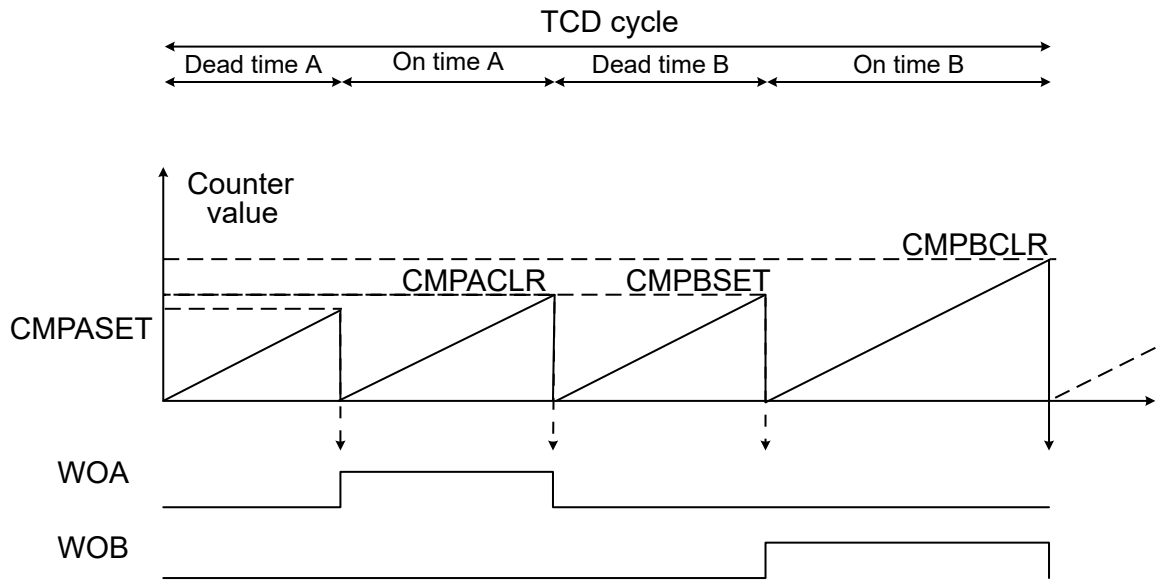 TCD cycle
Dead time A
On time A
Dead time B
On time B
Counter
value
CMPBCLR
CMPACLR
CMPBSET
CMPASET
WOA
WOB